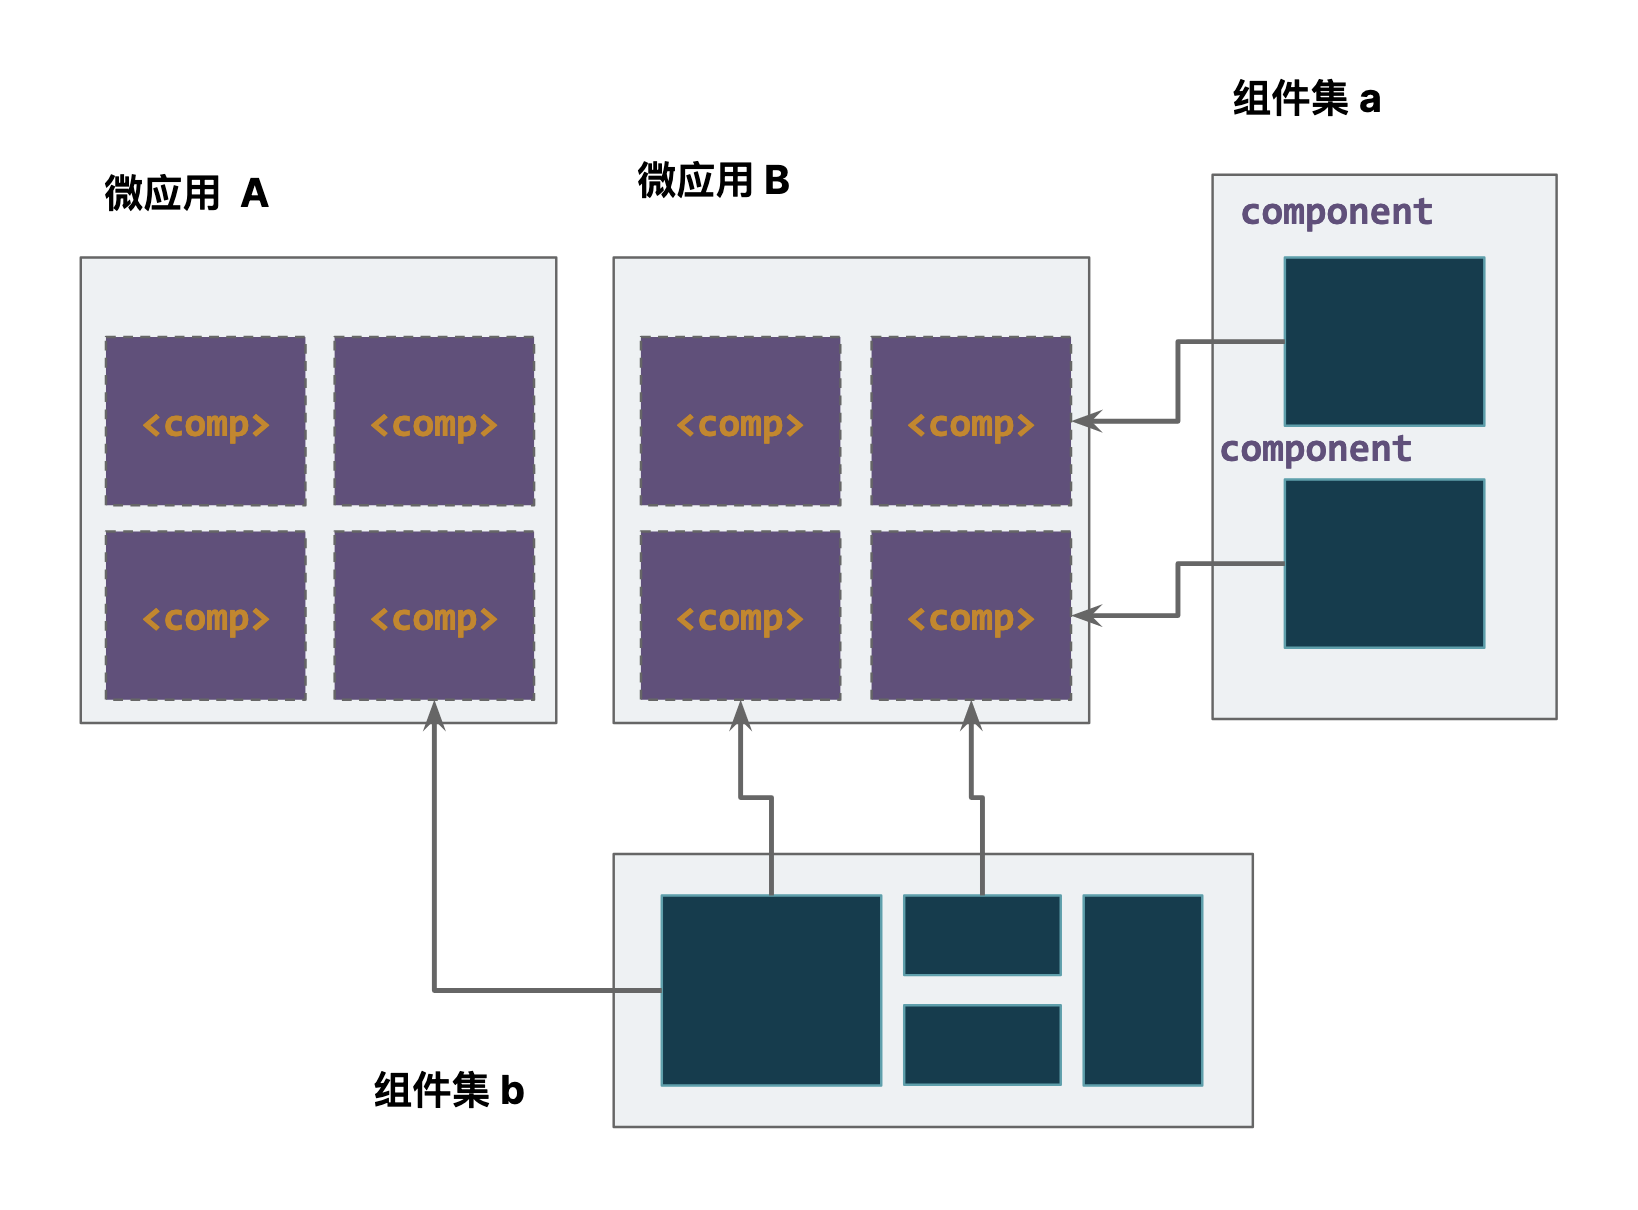 组件集 a
微应用 A
微应用 B
component
<comp>
<comp>
<comp>
<comp>
component
<comp>
<comp>
<comp>
<comp>
组件集 b